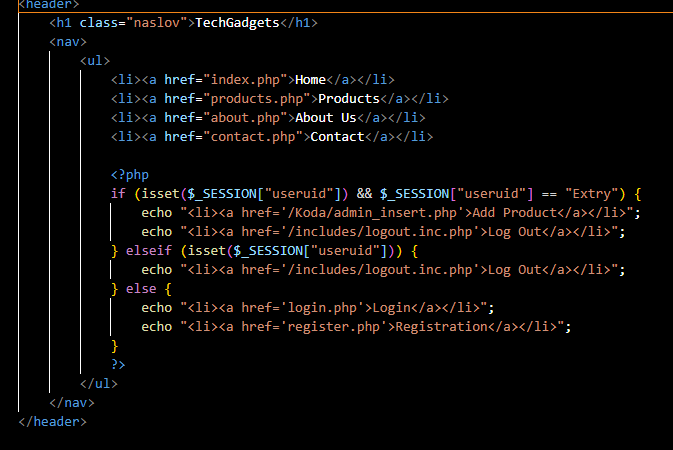 <header>
<h1 class="naslov">TechGadgets</h1>
<nav>
<ul>
<li><a href="index.php">Home</a></li>
<li><a href="products.php">Products</a></li>
<li><a href="about.php">About Us</a></li>
<li><a href="contact.php">Contact</a></li>
<?php
if (isset($_SESSION["useruid"]) && $_SESSION["useruid"] == "Extry") {
echo "<li><a href='/Koda/admin_insert.php'>Add Product</a></li>";
echo "<li><a href='/includes/logout.inc.php'>Log Out</a></li>";
} elseif (isset($_SESSION["useruid"])) {
echo "<li><a href='/includes/logout.inc.php'>Log Out</a></li>";
} else {
echo "<li><a href='login.php'>Login</a></li>";
echo "<li><a href='register.php'>Registration</a></li>";
}
?>
</ul>
</nav>
</header>